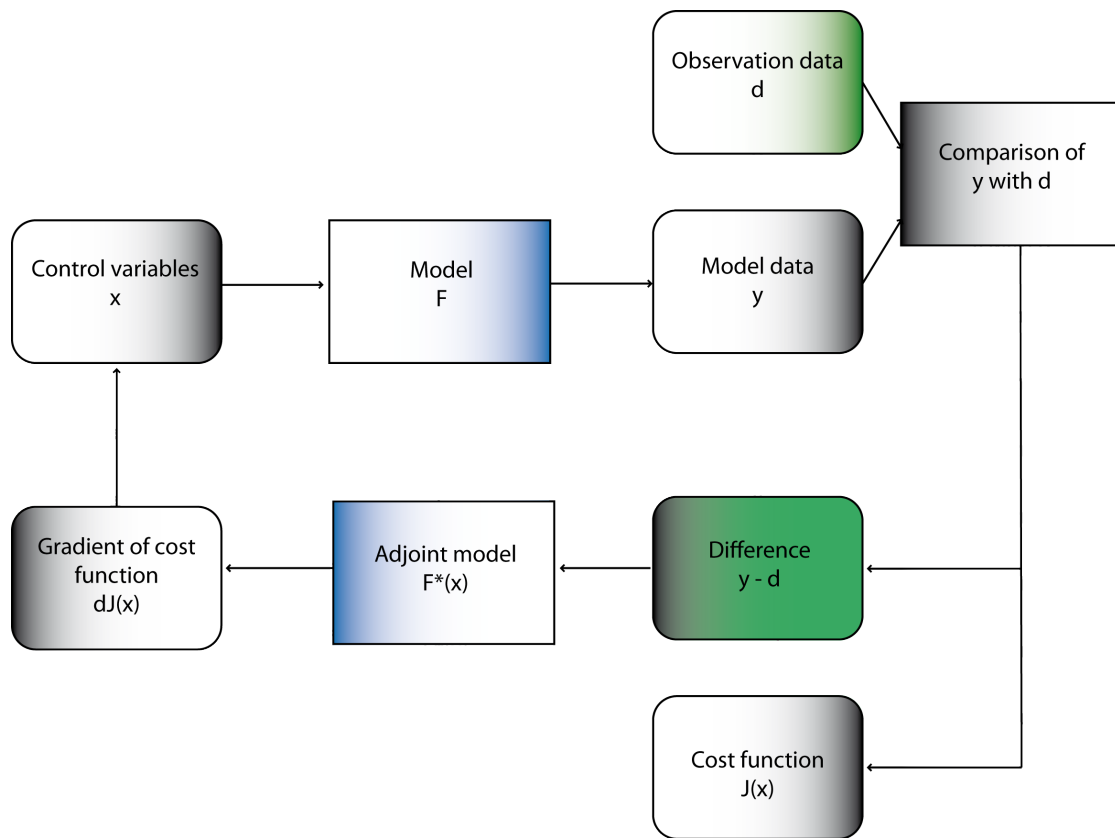 Observation data
d
Comparison of
y with d
Control variables
x
Model
F
Model data
y
Gradient of cost
function
dJ(x)
Adjoint model
F*(x)
Difference
y - d
Cost function
J(x)